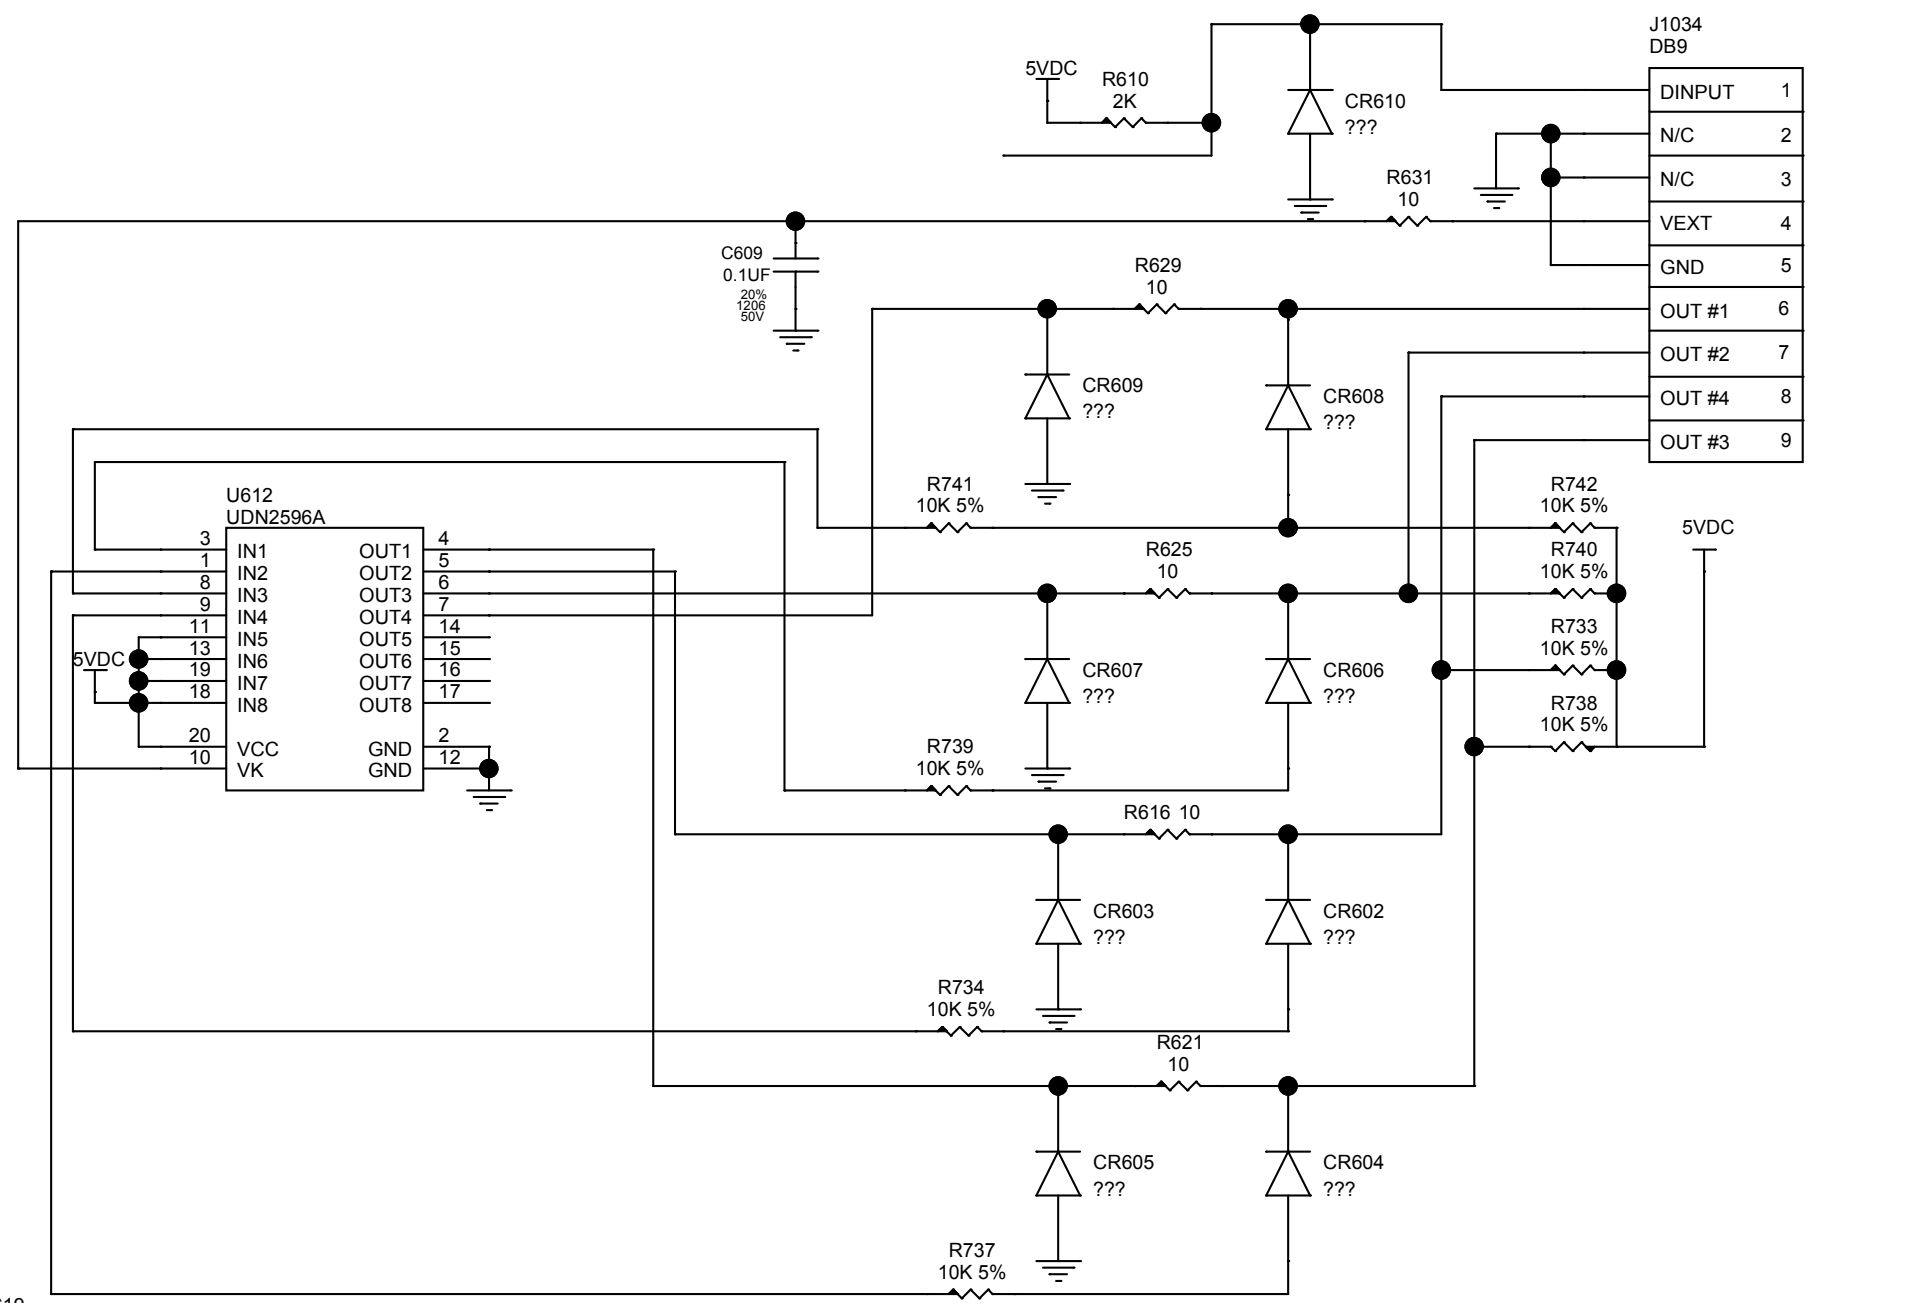 J1034
DB9
DINPUT 1
N/C 2
N/C 3
VEXT 4
GND 5
OUT #1 6
OUT #2 7
OUT #4 8
OUT #3 9
5VDC
R610
2K
CR610
???
R631
10
C609
0.1UF
20%
1206
50V
R629
10
CR609
???
CR608
???
R741
10K 5%
R742
10K 5%
5VDC
R740
10K 5%
R733
10K 5%
R738
10K 5%
R625
10
CR607
???
CR606
???
R739
10K 5%
U612
UDN2596A
3 IN1 OUT1 4
1 IN2 OUT2 5
8 IN3 OUT3 6
9 IN4 OUT4 7
11 IN5 OUT5 14
13 IN6 OUT6 15
19 IN7 OUT7 16
18 IN8 OUT8 17
20 VCC GND 2
10 VK GND 12
5VDC
R616 10
CR603
???
CR602
???
R734
10K 5%
R621
10
CR605
???
CR604
???
R737
10K 5%